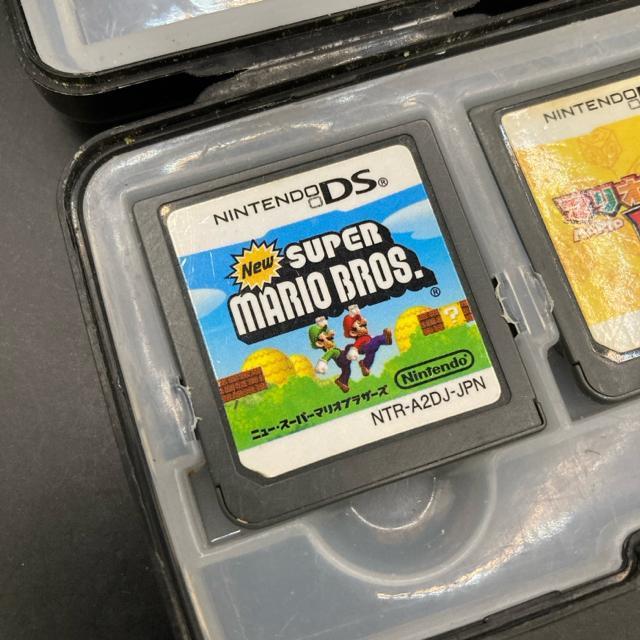 NINTENDO DS®
New SUPER
MARIO BROS.®
ニュー・スーパーマリオブラザーズ
Nintendo®
NTR-A2DJ-JPN
NINTENDO